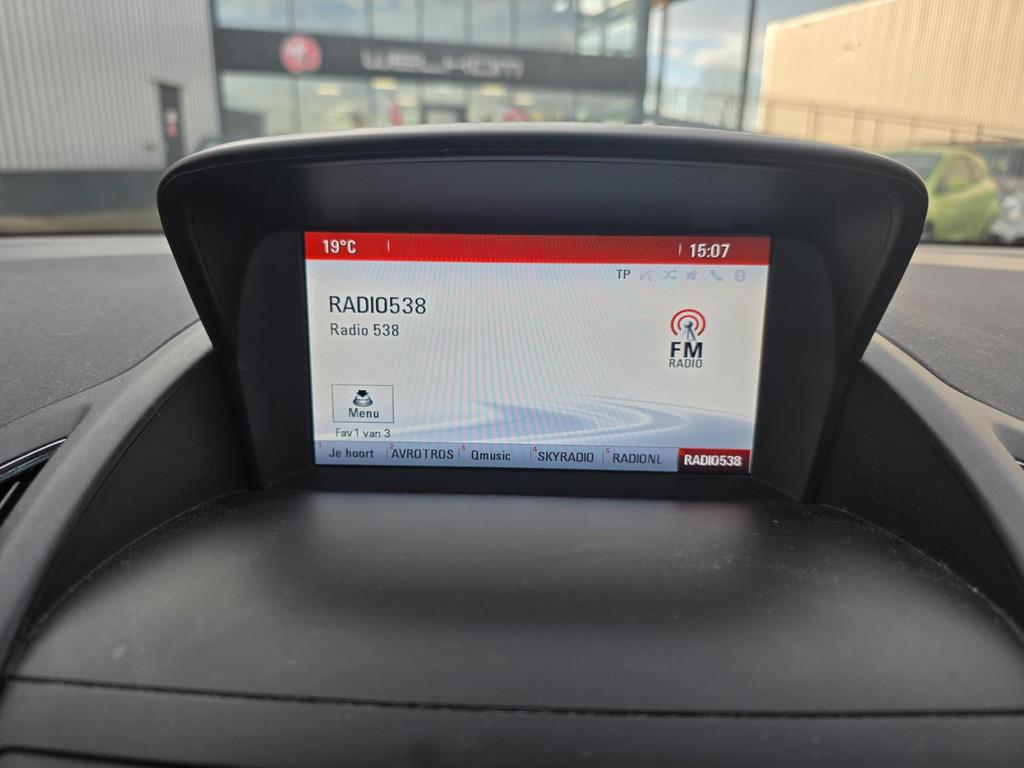 WELKOM
19°C
15:07
TP
RADIO538
Radio 538
FM
RADIO
Menu
Fav 1 van 3
1 Je hoort 2 AVROTROS 3 Qmusic 4 SKYRADIO 5 RADIONL RADIO538